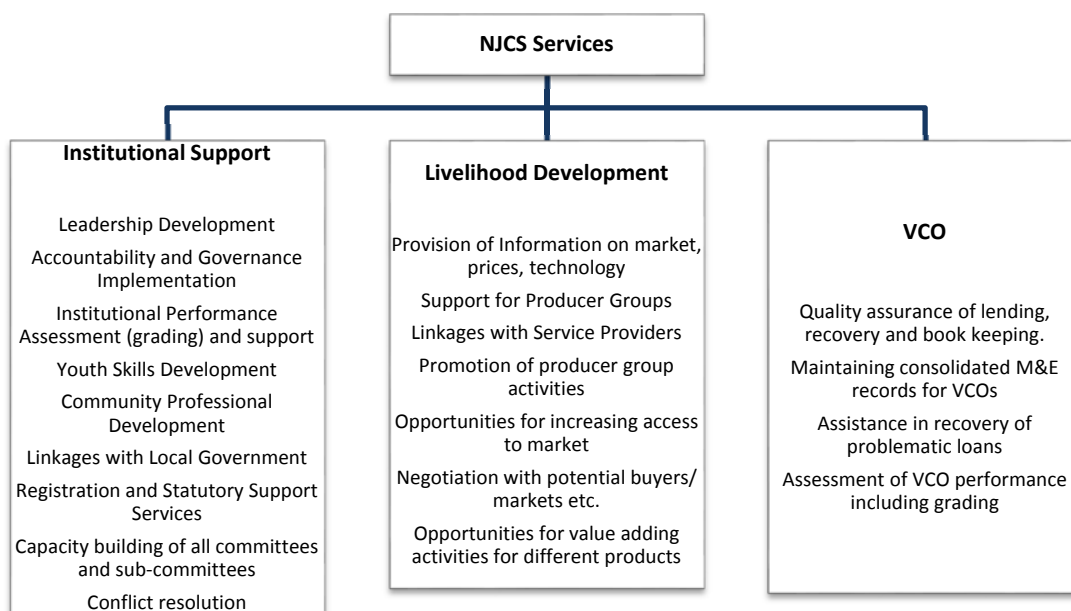 NJCS Services
Institutional Support
Leadership Development
Accountability and Governance
Implementation
Institutional Performance
Assessment (grading) and support
Youth Skills Development
Community Professional
Development
Linkages with Local Government
Registration and Statutory Support
Services
Capacity building of all committees
and sub-committees
Conflict resolution
Livelihood Development
Provision of Information on market,
prices, technology
Support for Producer Groups
Linkages with Service Providers
Promotion of producer group
activities
Opportunities for increasing access
to market
Negotiation with potential buyers/
markets etc.
Opportunities for value adding
activities for different products
VCO
Quality assurance of lending,
recovery and book keeping.
Maintaining consolidated M&E
records for VCOs
Assistance in recovery of
problematic loans
Assessment of VCO performance
including grading